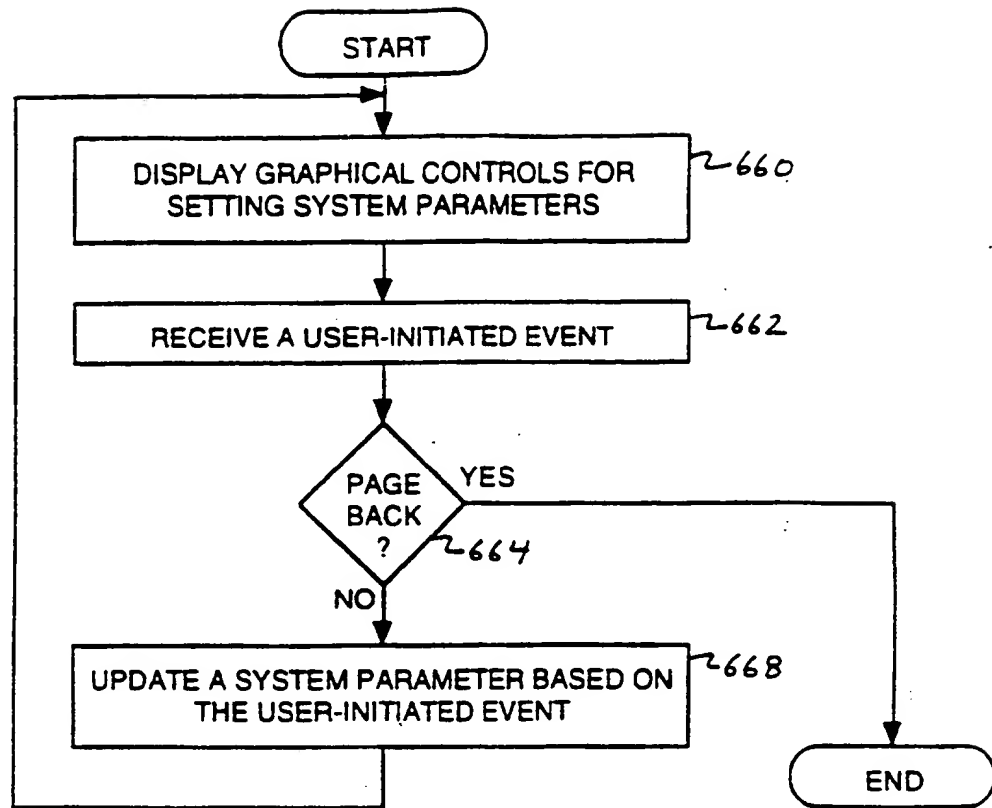 START
DISPLAY GRAPHICAL CONTROLS FOR
SETTING SYSTEM PARAMETERS
660
RECEIVE A USER-INITIATED EVENT
662
PAGE
BACK
?
YES
664
NO
UPDATE A SYSTEM PARAMETER BASED ON
THE USER-INITIATED EVENT
668
END